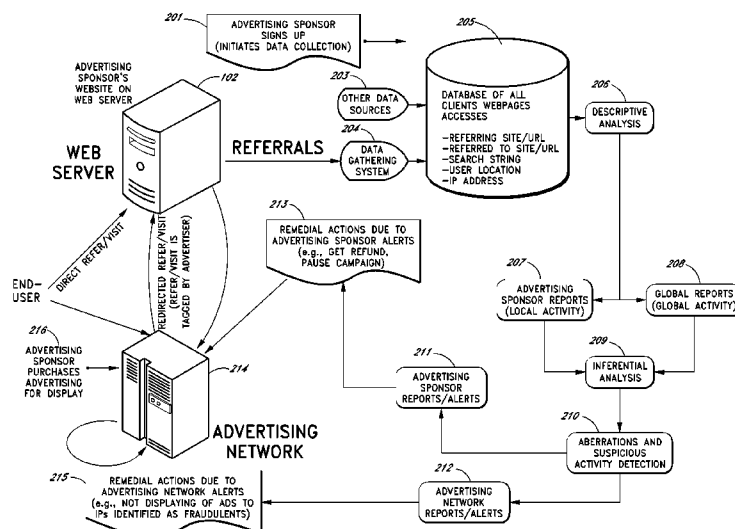 201
ADVERTISING SPONSOR
SIGNS UP
(INITIATES DATA COLLECTION)
205
ADVERTISING
SPONSOR'S
WEBSITE ON
WEB SERVER
102
203
OTHER DATA
SOURCES
DATABASE OF ALL
CLIENTS WEBPAGES
ACCESSES
-REFERRING SITE/URL
-REFERRED TO SITE/URL
-SEARCH STRING
-USER LOCATION
-IP ADDRESS
206
DESCRIPTIVE
ANALYSIS
WEB
SERVER
REFERRALS
204
DATA
GATHERING
SYSTEM
213
REMEDIAL ACTIONS DUE TO
ADVERTISING SPONSOR ALERTS
(e.g., GET REFUND,
PAUSE CAMPAIGN)
DIRECT REFER/VISIT
REDIRECTED REFER/VISIT
(REFER/VISIT IS
TAGGED BY ADVERTISER)
END-
USER
207
ADVERTISING
SPONSOR REPORTS
(LOCAL ACTIVITY)
208
GLOBAL REPORTS
(GLOBAL ACTIVITY)
216
ADVERTISING
SPONSOR
PURCHASES
ADVERTISING
FOR DISPLAY
214
209
INFERENTIAL
ANALYSIS
211
ADVERTISING
SPONSOR
REPORTS/ALERTS
ADVERTISING
NETWORK
210
ABERRATIONS AND
SUSPICIOUS
ACTIVITY DETECTION
215
REMEDIAL ACTIONS DUE TO
ADVERTISING NETWORK ALERTS
(e.g., NOT DISPLAYING OF ADS TO
IPs IDENTIFIED AS FRAUDULENTS)
212
ADVERTISING NETWORK
REPORTS/ALERTS